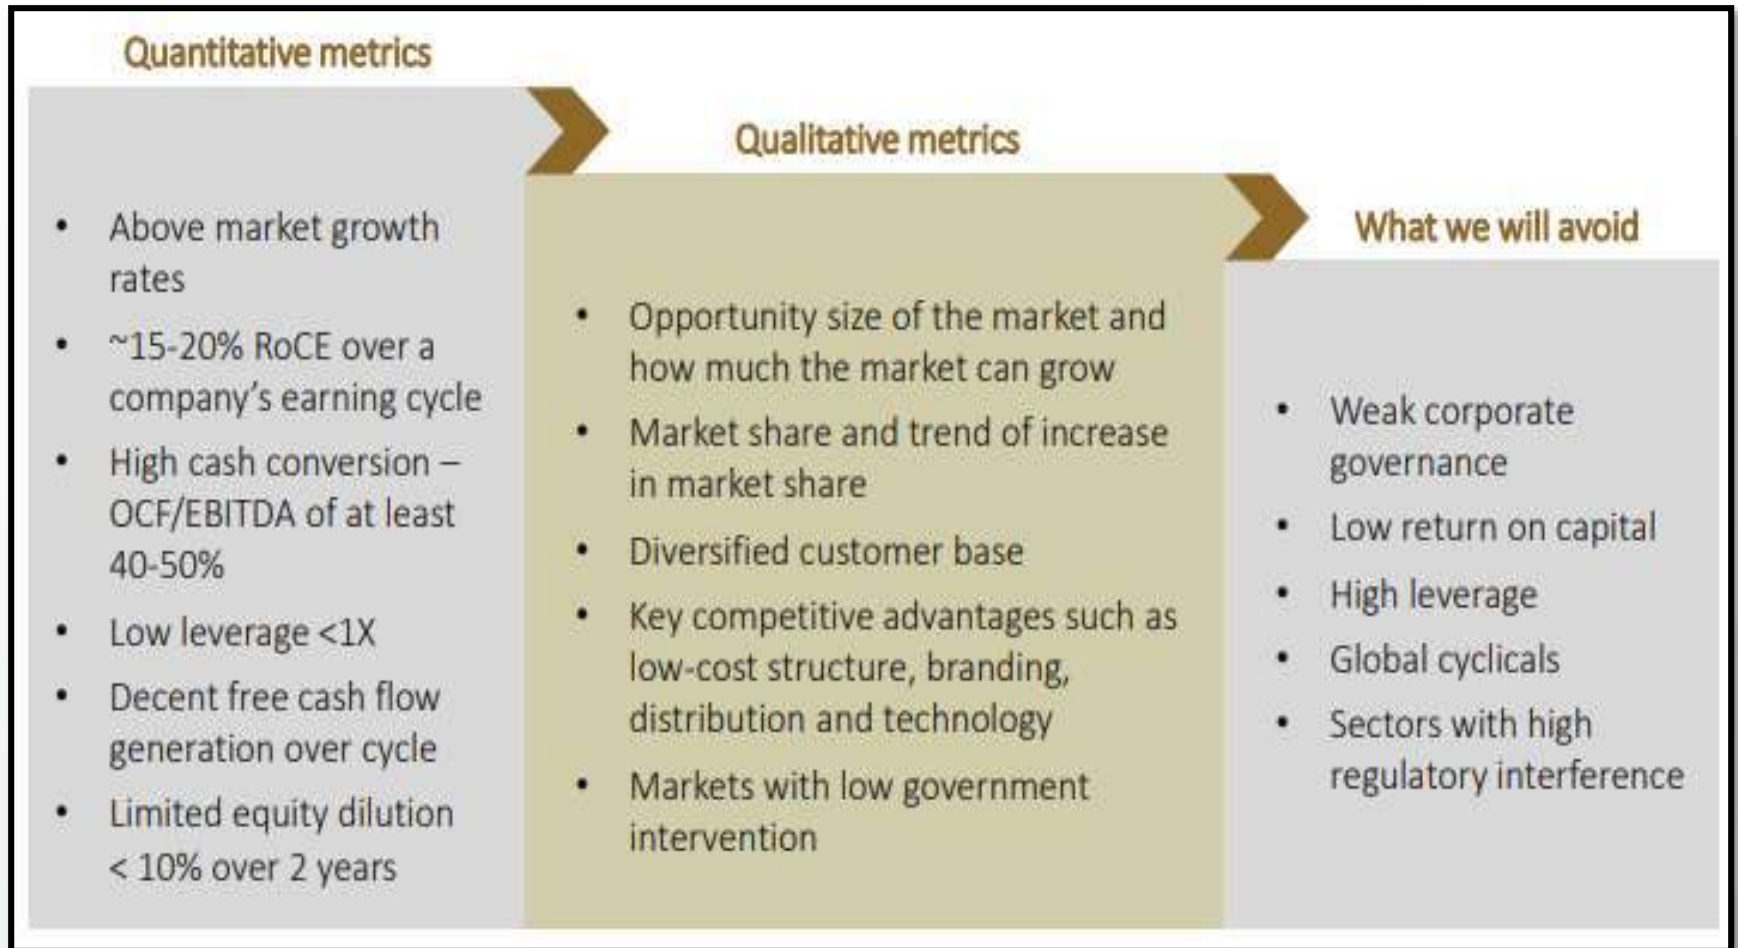 Quantitative metrics
• Above market growth
rates
• ~15-20% RoCE over a
company’s earning cycle
• High cash conversion –
OCF/EBITDA of at least
40-50%
• Low leverage <1X
• Decent free cash flow
generation over cycle
• Limited equity dilution
< 10% over 2 years
Qualitative metrics
• Opportunity size of the market and
how much the market can grow
• Market share and trend of increase
in market share
• Diversified customer base
• Key competitive advantages such as
low-cost structure, branding,
distribution and technology
• Markets with low government
intervention
What we will avoid
• Weak corporate
governance
• Low return on capital
• High leverage
• Global cyclicals
• Sectors with high
regulatory interference